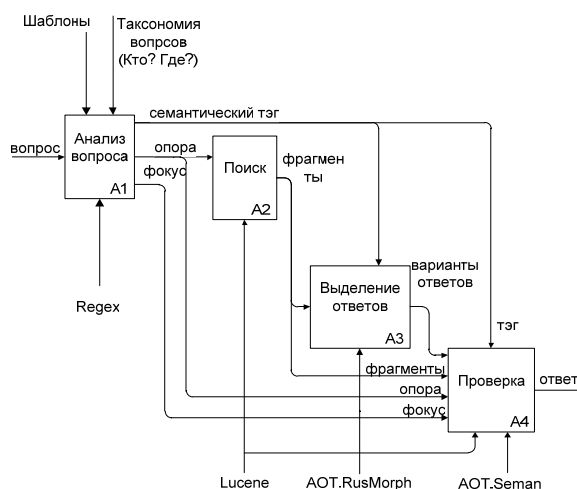 Шаблоны
Таксономия
вопрсов
(Кто? Где?)
семантический тэг
вопрос
Анализ
вопроса
A1
опора
фокус
Поиск
A2
фрагмен
ты
Regex
Выделение
ответов
A3
варианты
ответов
тэг
фрагменты
опора
фокус
Проверка
A4
ответ
Lucene
AOT.RusMorph
AOT.Seman